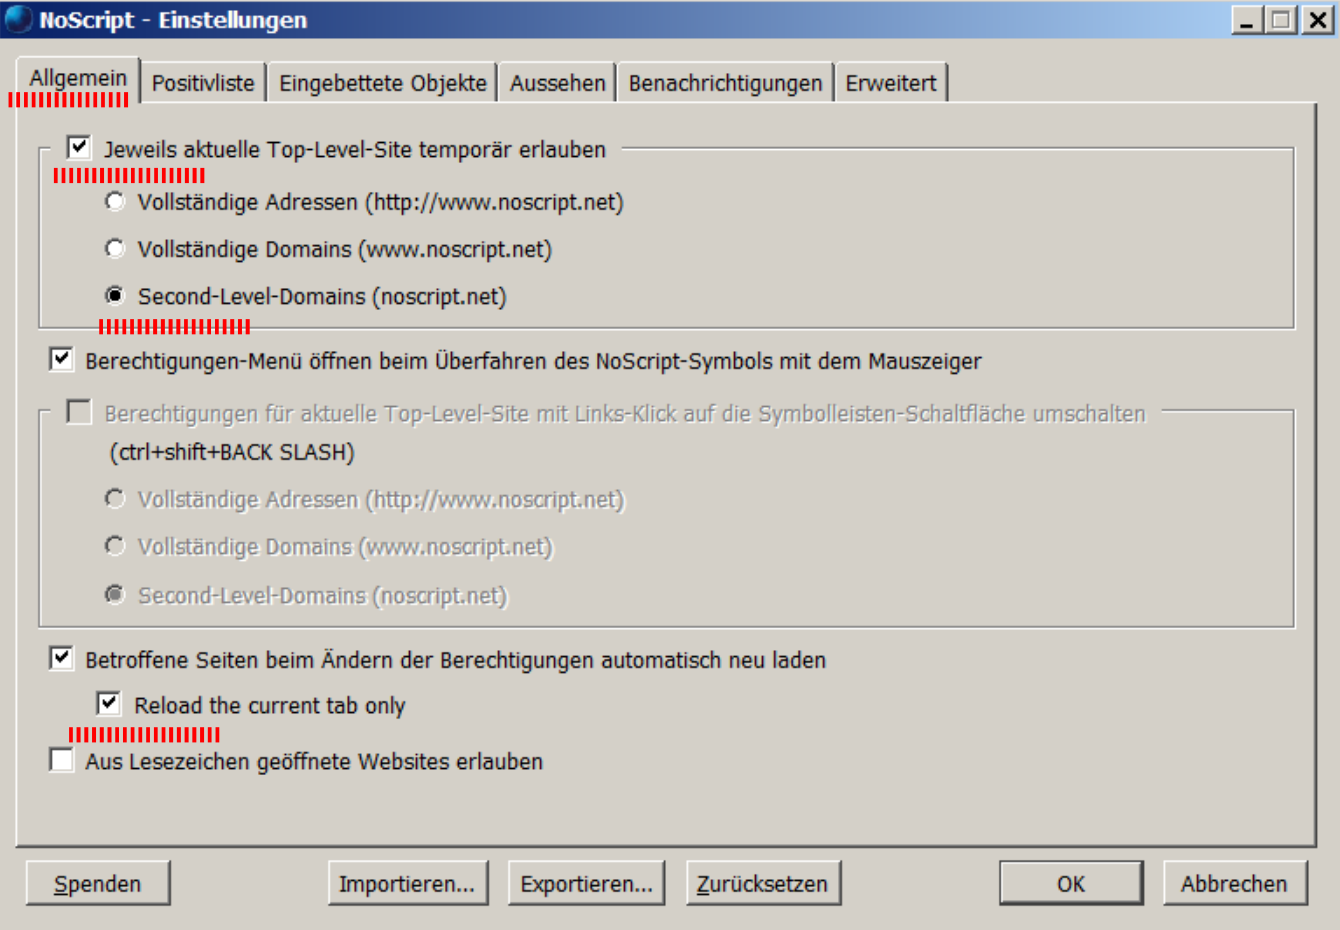 NoScript - Einstellungen
Allgemein Positivliste Eingebettete Objekte Aussehen Benachrichtigungen Erweitert
Jeweils aktuelle Top-Level-Site temporär erlauben
Vollständige Adressen (http://www.noscript.net)
Vollständige Domains (www.noscript.net)
Second-Level-Domains (noscript.net)
Berechtigungen-Menü öffnen beim Überfahren des NoScript-Symbols mit dem Mauszeiger
Berechtigungen für aktuelle Top-Level-Site mit Links-Klick auf die Symbolleisten-Schaltfläche umschalten
(ctrl+shift+BACK SLASH)
Vollständige Adressen (http://www.noscript.net)
Vollständige Domains (www.noscript.net)
Second-Level-Domains (noscript.net)
Betroffene Seiten beim Ändern der Berechtigungen automatisch neu laden
Reload the current tab only
Aus Lesezeichen geöffnete Websites erlauben
Spenden Importieren... Exportieren... Zurücksetzen OK Abbrechen